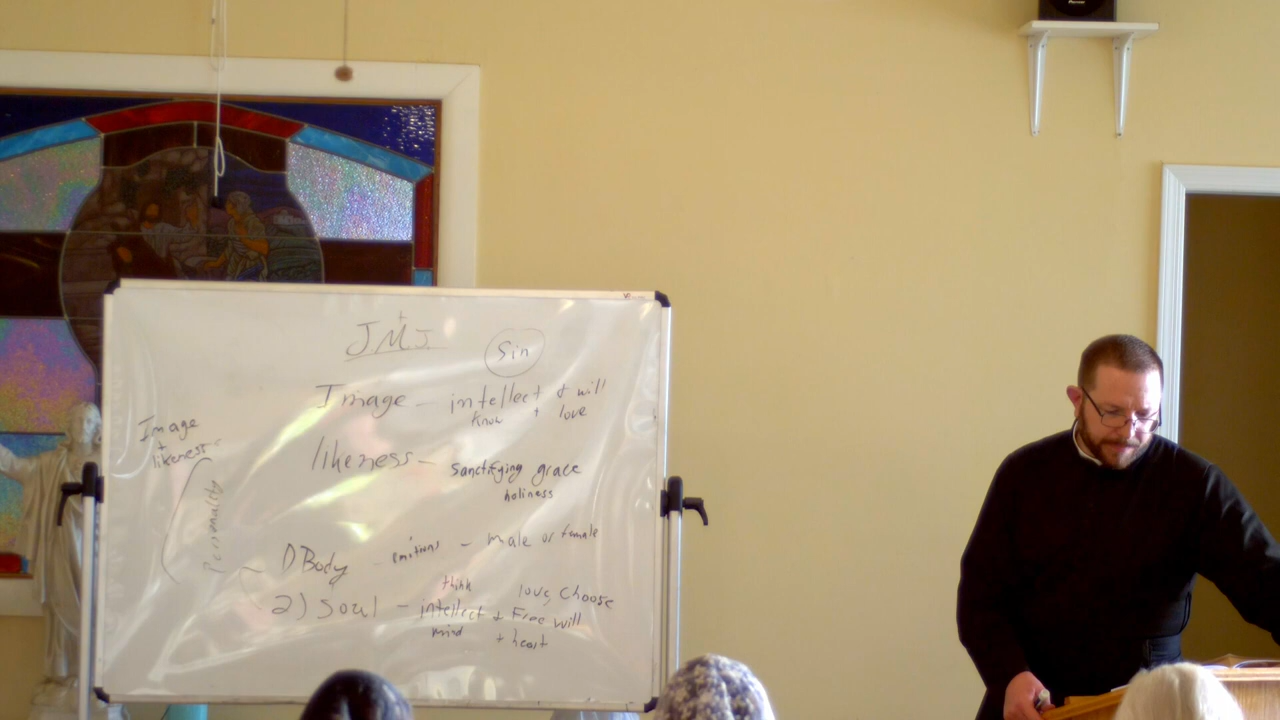 Pioneer
J.M.J.
Sin
Image - intellect & will
know + love
Image
+
likeness
likeness - sanctifying grace
holiness
Personality
1) Body - emotions - male or female
think love, choose
2) Soul - intellect & Free will
mind + heart